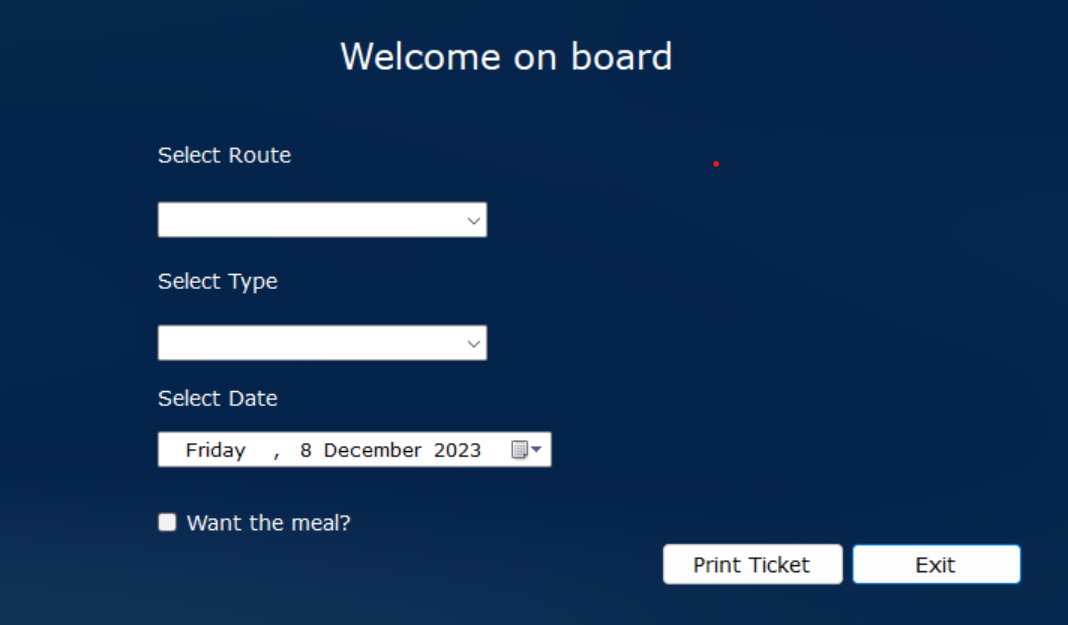 Welcome on board
Select Route
Select Type
Select Date
Friday , 8 December 2023
Want the meal?
Print Ticket Exit